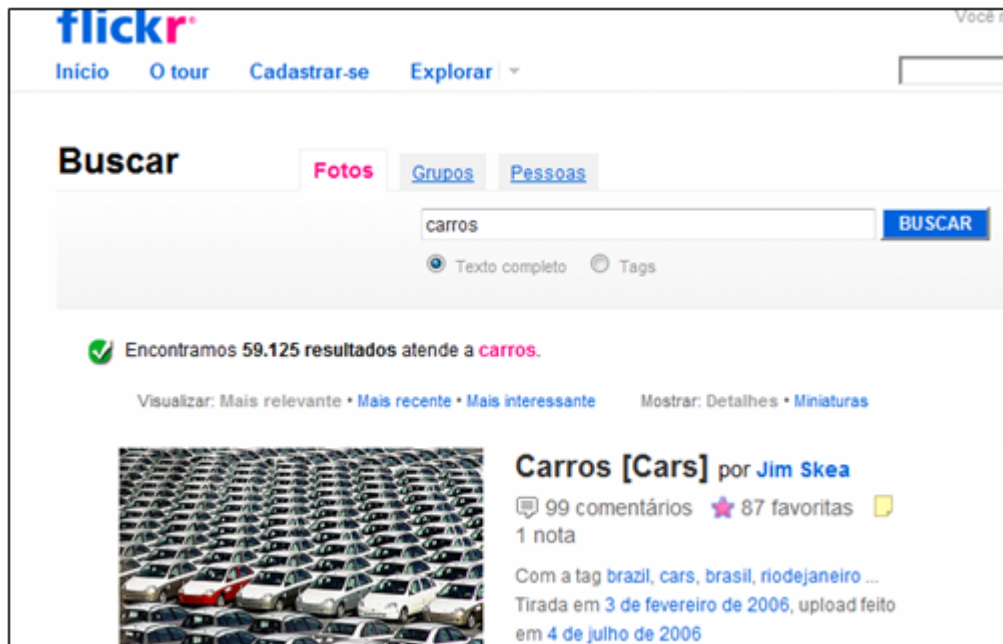 flickr
Você
Início O tour Cadastrar-se Explorar
Buscar Fotos Grupos Pessoas
carros BUSCAR
Texto completo Tags
Encontramos 59.125 resultados atende a carros.
Visualizar: Mais relevante • Mais recente • Mais interessante Mostrar: Detalhes • Miniaturas
Carros [Cars] por Jim Skea
99 comentários 87 favoritas
1 nota
Com a tag brazil, cars, brasil, riodejaneiro ...
Tirada em 3 de fevereiro de 2006, upload feito
em 4 de julho de 2006